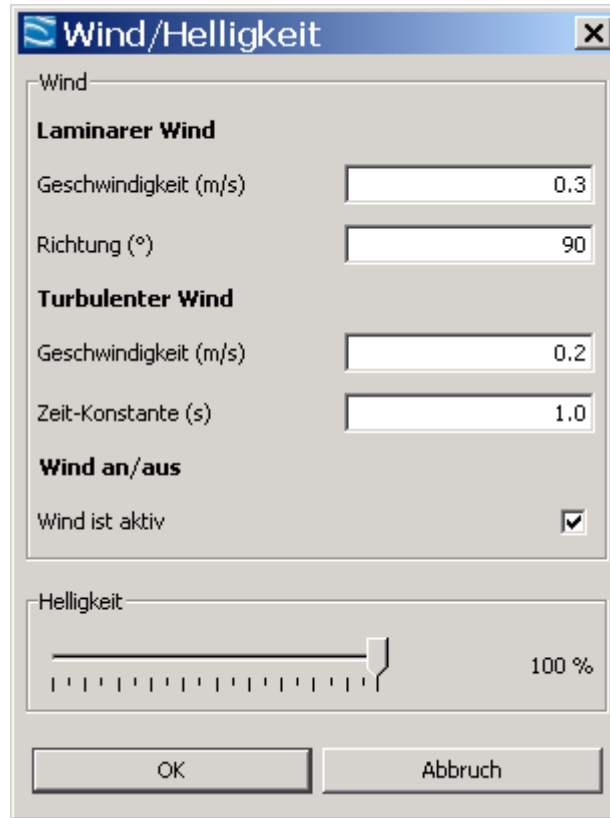 Wind/Helligkeit
Wind
Laminarer Wind
Geschwindigkeit (m/s) 0.3
Richtung (°) 90
Turbulenter Wind
Geschwindigkeit (m/s) 0.2
Zeit-Konstante (s) 1.0
Wind an/aus
Wind ist aktiv
Helligkeit
100 %
OK Abbruch